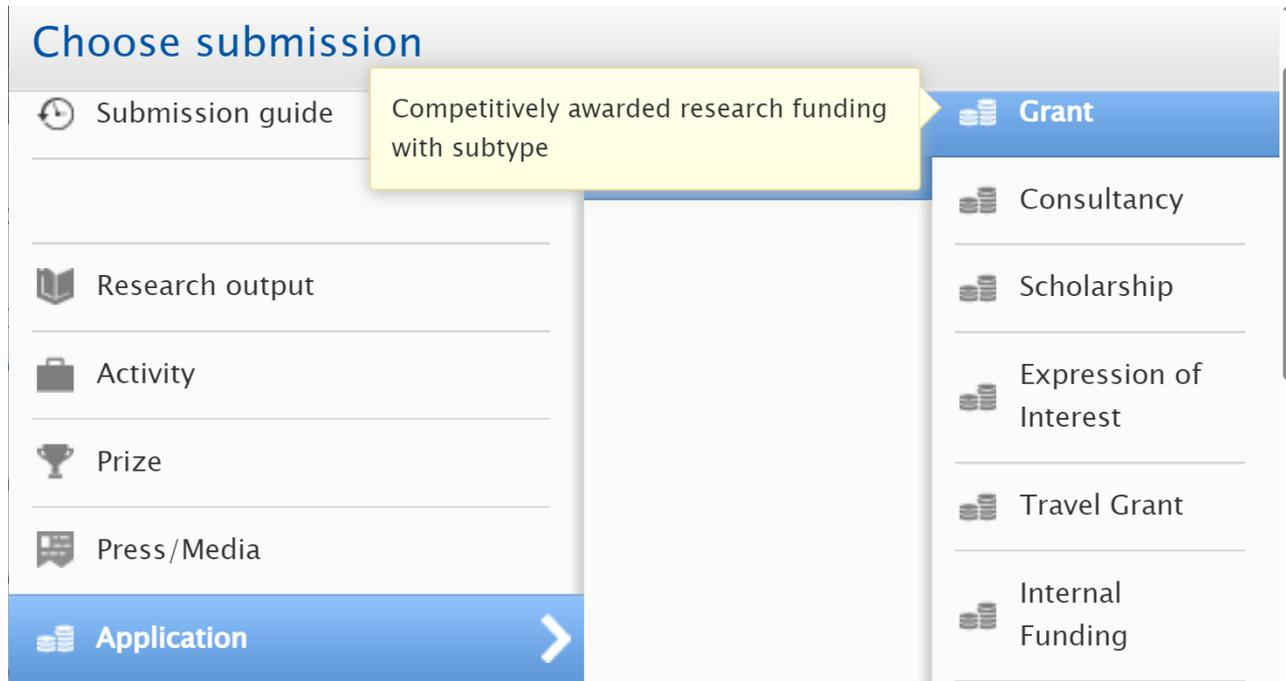 Choose submission
Submission guide
Research output
Activity
Prize
Press/Media
Application
Competitively awarded research funding
with subtype
Grant
Consultancy
Scholarship
Expression of
Interest
Travel Grant
Internal
Funding